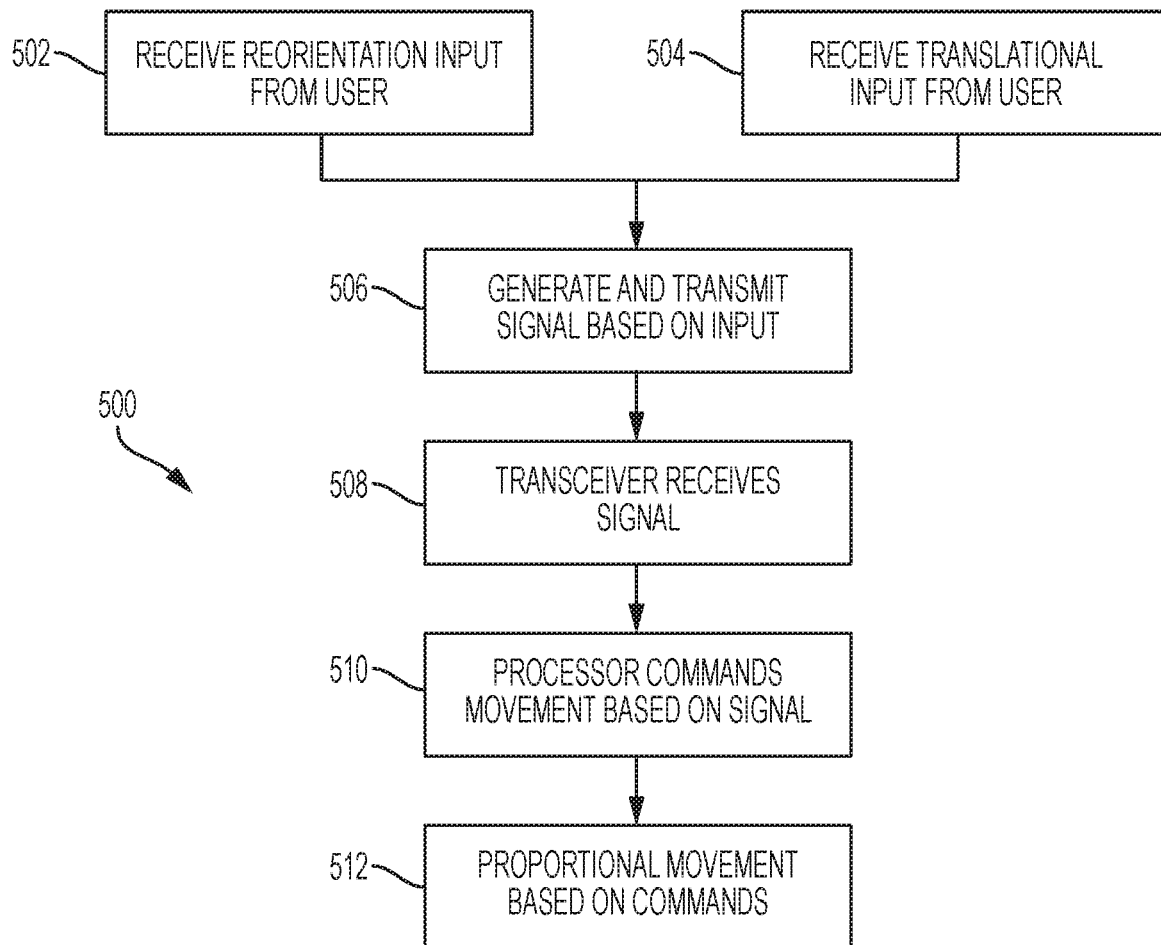 502
RECEIVE REORIENTATION INPUT
FROM USER
504
RECEIVE TRANSLATIONAL
INPUT FROM USER
506
GENERATE AND TRANSMIT
SIGNAL BASED ON INPUT
500
508
TRANSCEIVER RECEIVES
SIGNAL
510
PROCESSOR COMMANDS
MOVEMENT BASED ON SIGNAL
512
PROPORTIONAL MOVEMENT
BASED ON COMMANDS